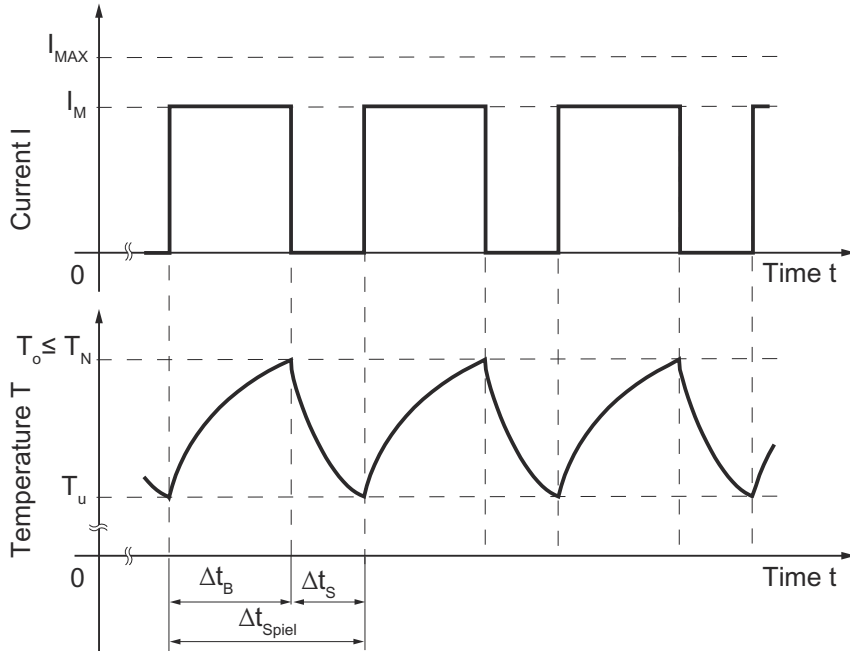 I_MAX
I_M
Current I
0
Time t
T_o ≤ T_N
Temperature T
T_u
0
Time t
Δt_B
Δt_S
Δt_Spiel